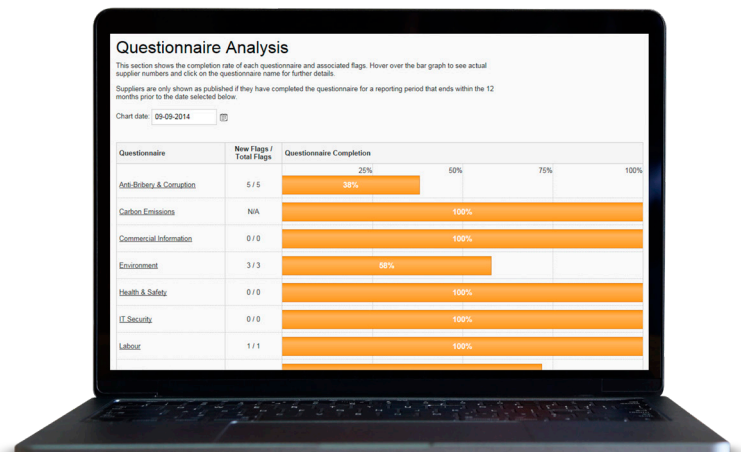 Questionnaire Analysis
This section shows the completion rate of each questionnaire and associated flags. Hover over the bar graph to see actual
supplier numbers and click on the questionnaire name for further details.
Suppliers are only shown as published if they have completed the questionnaire for a reporting period that ends within the 12
months prior to the date selected below.
Chart date: 09-09-2014
Questionnaire New Flags / Total Flags Questionnaire Completion
25% 50% 75% 100%
Anti-Bribery & Corruption 5 / 5 38%
Carbon Emissions N/A 100%
Commercial Information 0 / 0 100%
Environment 3 / 3 58%
Health & Safety 0 / 0 100%
IT Security 0 / 0 100%
Labour 1 / 1 100%